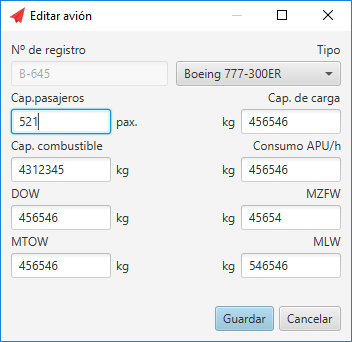 Editar avión
Nº de registro Tipo
B-645 Boeing 777-300ER
Cap.pasajeros Cap. de carga
521 pax. kg 456546
Cap. combustible Consumo APU/h
4312345 kg kg 456546
DOW MZFW
456546 kg kg 45654
MTOW MLW
456546 kg kg 546546
Guardar Cancelar